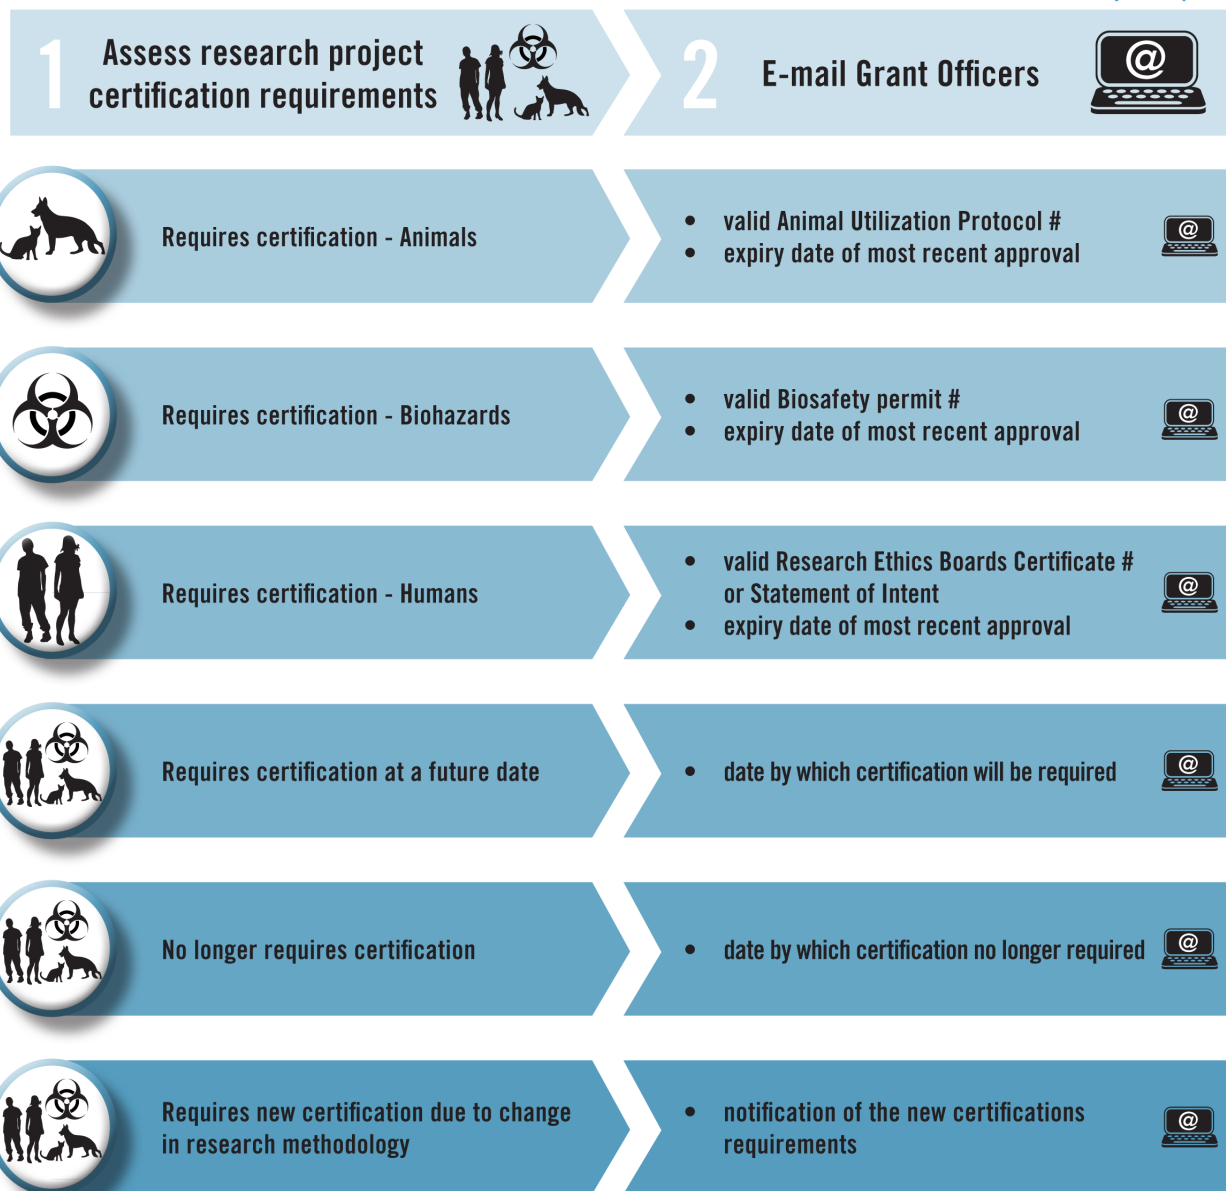 1 Assess research project
certification requirements
2 E-mail Grant Officers
@
Requires certification - Animals
• valid Animal Utilization Protocol #
• expiry date of most recent approval
@
Requires certification - Biohazards
• valid Biosafety permit #
• expiry date of most recent approval
@
Requires certification - Humans
• valid Research Ethics Boards Certificate #
or Statement of Intent
• expiry date of most recent approval
@
Requires certification at a future date
• date by which certification will be required
@
No longer requires certification
• date by which certification no longer required
@
Requires new certification due to change
in research methodology
• notification of the new certifications
requirements
@